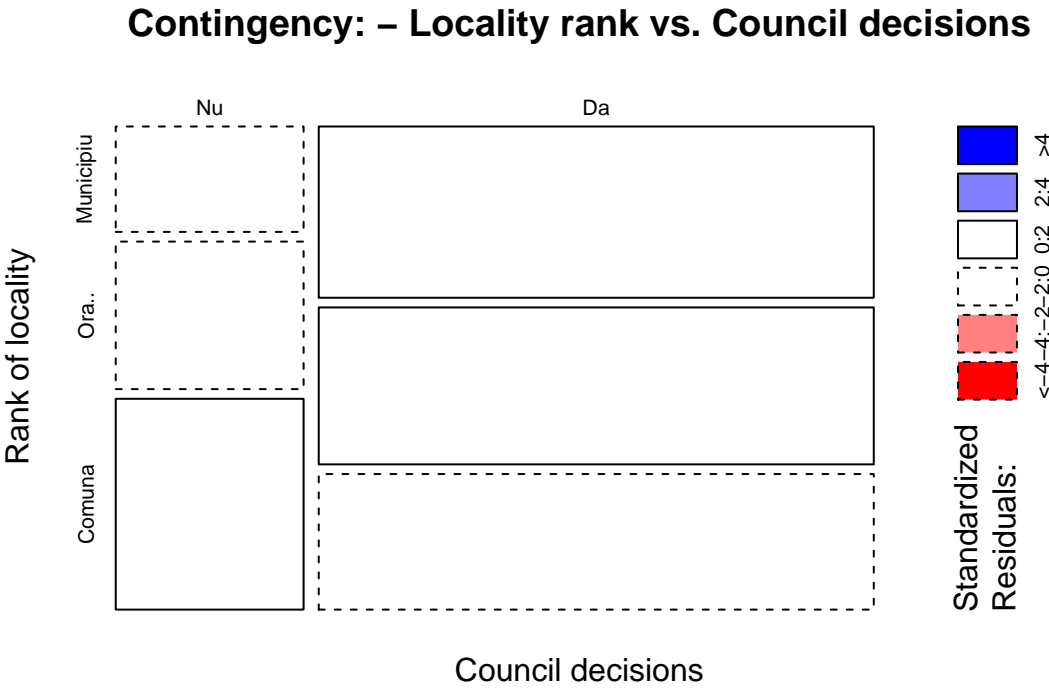 Contingency: – Locality rank vs. Council decisions
Nu
Da
Municipiu
Ora..
Comuna
Rank of locality
Council decisions
Standardized
Residuals:
<–4
–4:–2
–2:0
0:2
2:4
>4